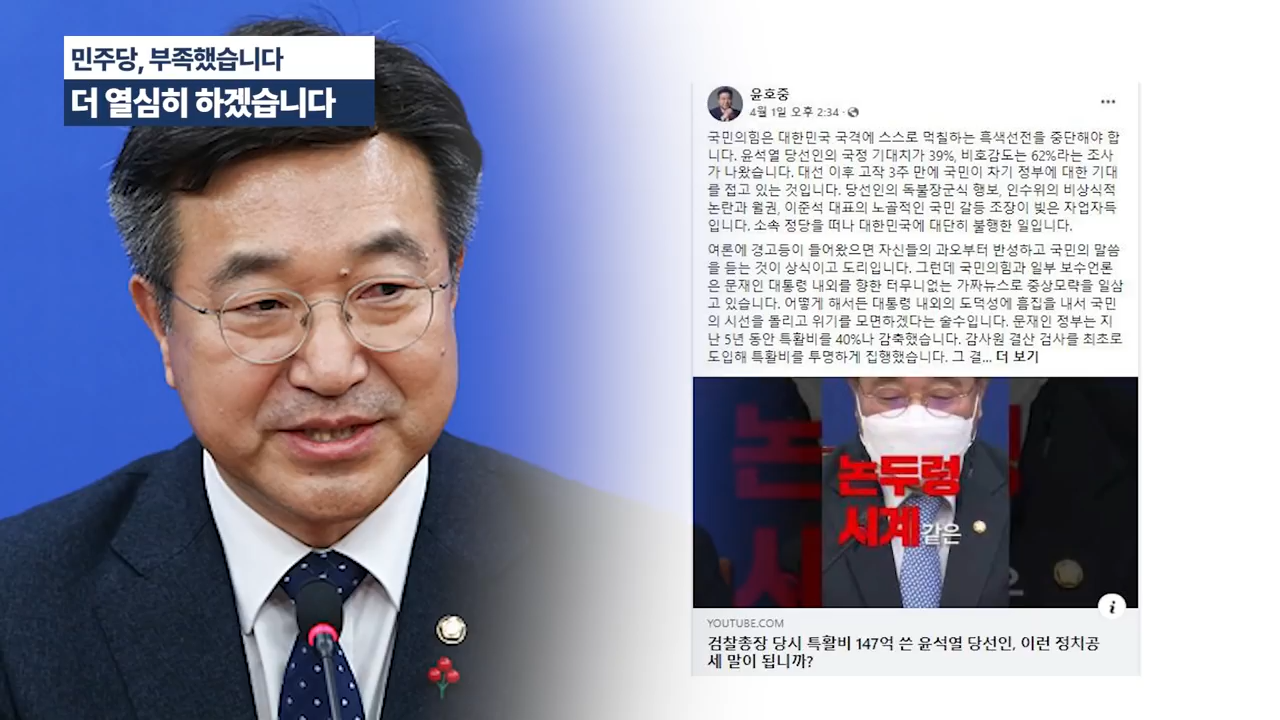 민주당, 부족했습니다
더 열심히 하겠습니다
윤호중
4월 1일 오후 2:34 ·
국민의힘은 대한민국 국격에 스스로 먹칠하는 흑색선전을 중단해야 합
니다. 윤석열 당선인의 국정 기대치가 39%, 비호감도는 62%라는 조사
가 나왔습니다. 대선 이후 고작 3주 만에 국민이 차기 정부에 대한 기대
를 접고 있는 것입니다. 당선인의 독불장군식 행보, 인수위의 비상식적
논란과 월권, 이준석 대표의 노골적인 국민 갈등 조장이 빚은 자업자득
입니다. 소속 정당을 떠나 대한민국에 대단히 불행한 일입니다.
여론에 경고등이 들어왔으면 자신들의 과오부터 반성하고 국민의 말씀
을 듣는 것이 상식이고 도리입니다. 그런데 국민의힘과 일부 보수언론
은 문재인 대통령 내외를 향한 터무니없는 가짜뉴스로 중상모략을 일삼
고 있습니다. 어떻게 해서든 대통령 내외의 도덕성에 흠집을 내서 국민
의 시선을 돌리고 위기를 모면하겠다는 술수입니다. 문재인 정부는 지
난 5년 동안 특활비를 40%나 감축했습니다. 감사원 결산 검사를 최초로
도입해 특활비를 투명하게 집행했습니다. 그 결... 더 보기
논두렁
시계같은
YOUTUBE.COM
검찰총장 당시 특활비 147억 쓴 윤석열 당선인, 이런 정치공
세 말이 됩니까?